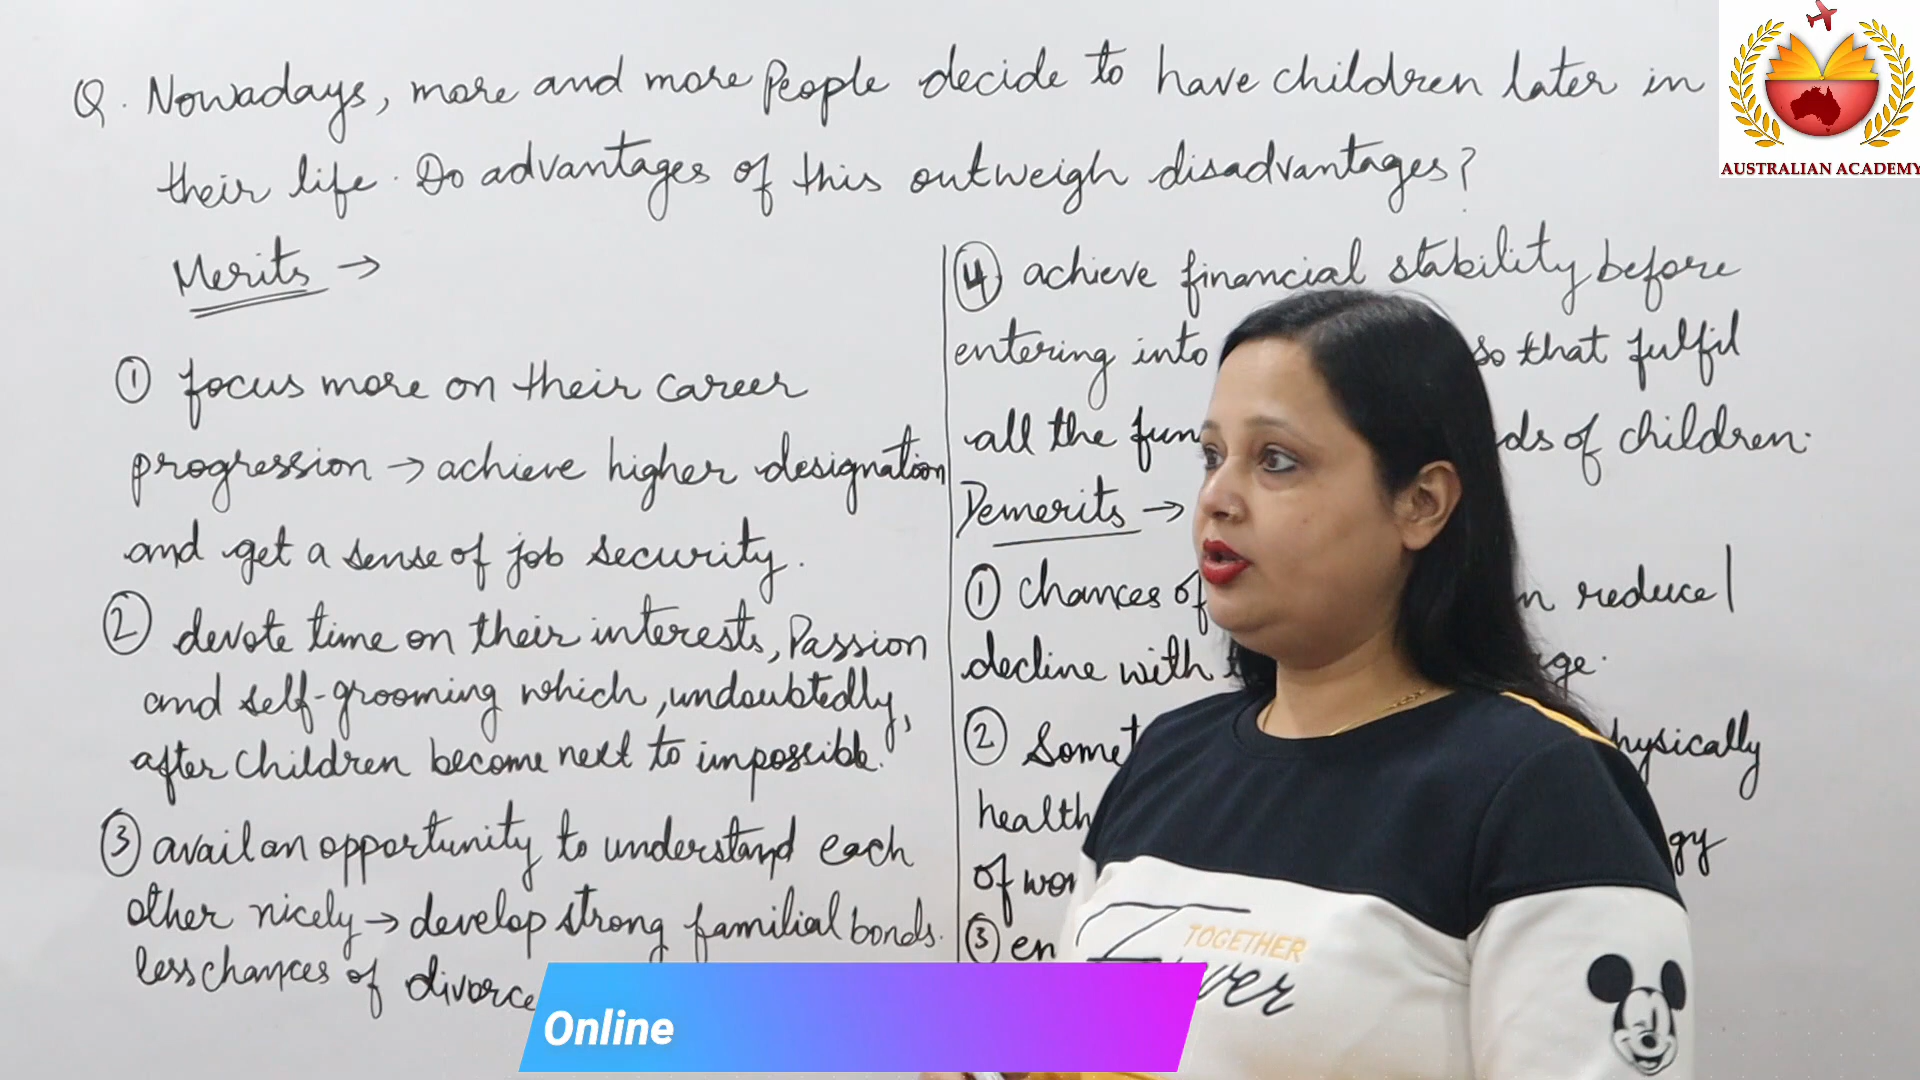 Q. Nowadays, more and more People decide to have children later in
their life. Do advantages of this outweigh disadvantages?
Merits →
① focus more on their career
progression → achieve higher designation
and get a sense of job security.
② devote time on their interests, Passion
and self-grooming which, undoubtedly,
after children become next to impossible.
③ avail an opportunity to understand each
other nicely → develop strong familial bonds.
less chances of divorce
④ achieve financial stability before
entering into so that fulfil
all the of children.
Demerits →
① Chances of reduce/
decline with
②
health
of
③
AUSTRALIAN ACADEMY
TOGETHER
Online